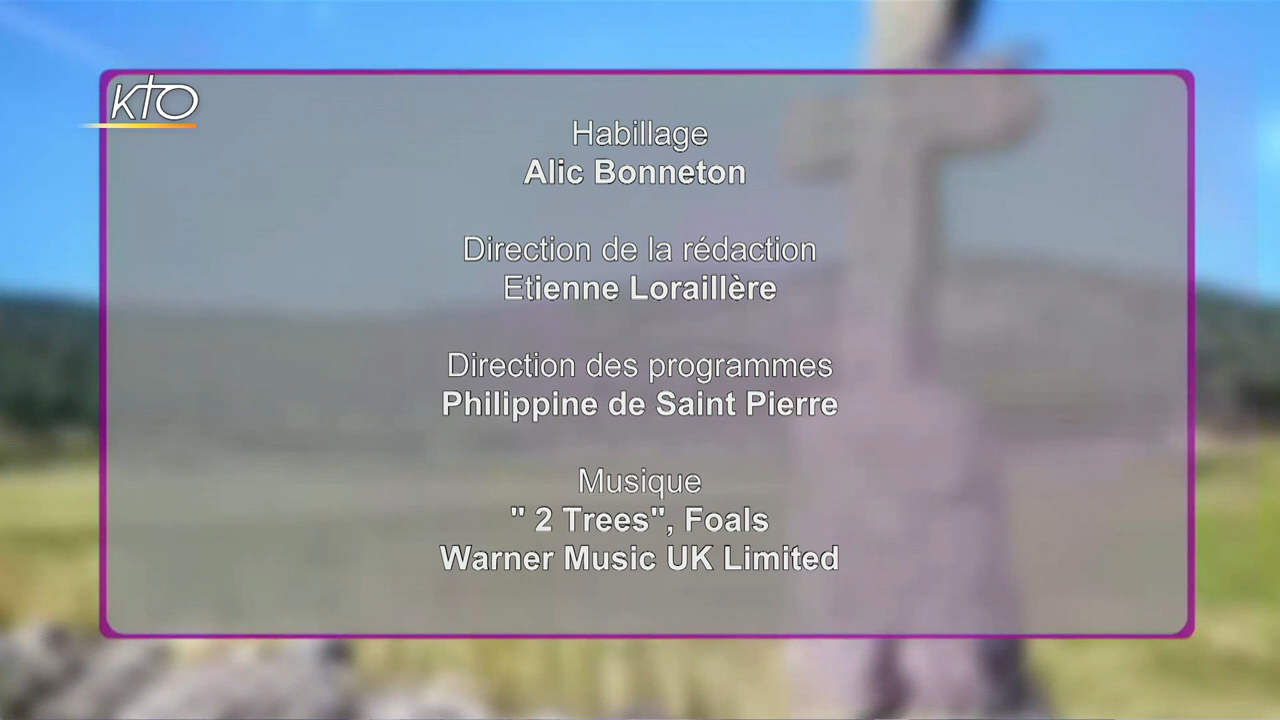 KTO
Habillage
Alic Bonneton
Direction de la rédaction
Etienne Loraillère
Direction des programmes
Philippine de Saint Pierre
Musique
" 2 Trees", Foals
Warner Music UK Limited